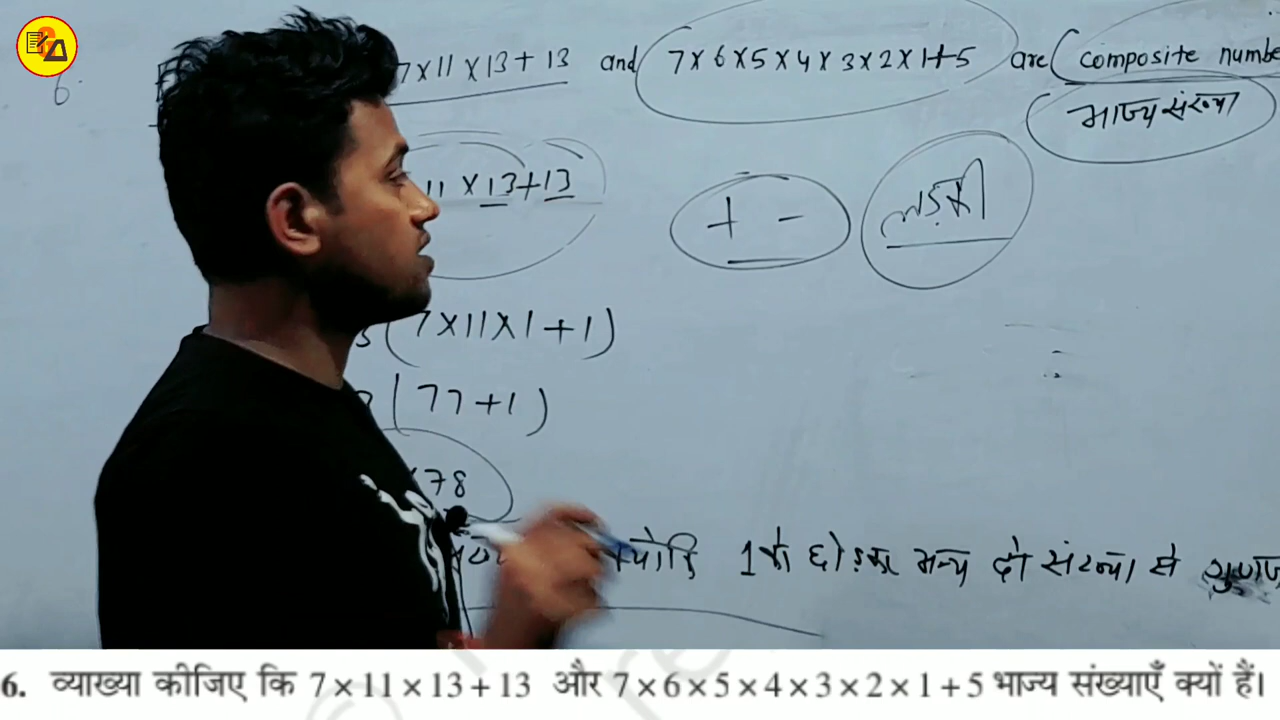 6.
7 × 11 × 13 + 13 and 7 × 6 × 5 × 4 × 3 × 2 × 1 + 5 are composite numbe
भाज्य संख्या
11 × 13 + 13
+ -
लड़की
(7 × 11 × 1 + 1)
(77 + 1)
78
1 को छोड़कर अन्य दो संख्या से
6. व्याख्या कीजिए कि 7 × 11 × 13 + 13 और 7 × 6 × 5 × 4 × 3 × 2 × 1 + 5 भाज्य संख्याएँ क्यों हैं।